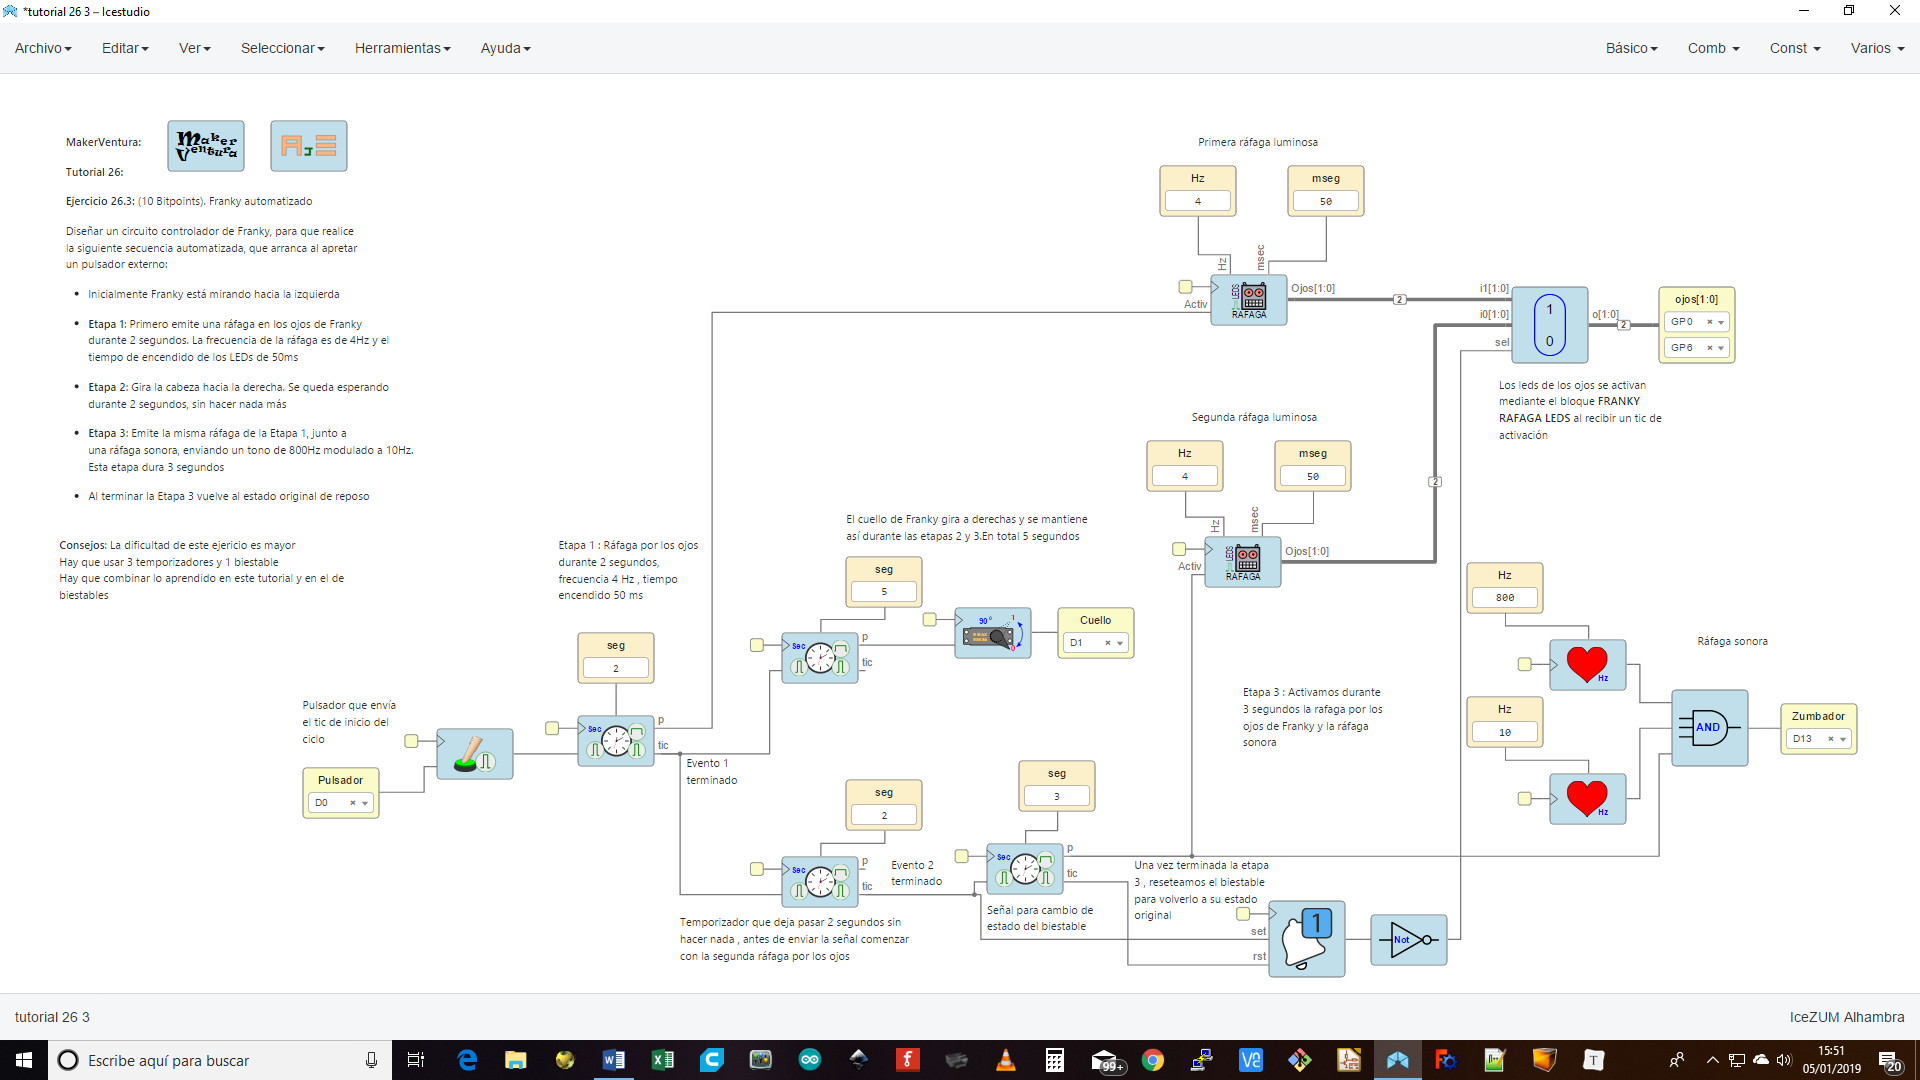 *tutorial 26 3 – Icestudio
Archivo Editar Ver Seleccionar Herramientas Ayuda Básico Comb Const Varios
MakerVentura:
Maker Ventura
Tutorial 26:
Ejercicio 26.3: (10 Bitpoints). Franky automatizado
Diseñar un circuito controlador de Franky, para que realice
la siguiente secuencia automatizada, que arranca al apretar
un pulsador externo:
• Inicialmente Franky está mirando hacia la izquierda
• Etapa 1: Primero emite una ráfaga en los ojos de Franky
durante 2 segundos. La frecuencia de la ráfaga es de 4Hz y el
tiempo de encendido de los LEDs de 50ms
• Etapa 2: Gira la cabeza hacia la derecha. Se queda esperando
durante 2 segundos, sin hacer nada más
• Etapa 3: Emite la misma ráfaga de la Etapa 1, junto a
una ráfaga sonora, enviando un tono de 800Hz modulado a 10Hz.
Esta etapa dura 3 segundos
• Al terminar la Etapa 3 vuelve al estado original de reposo
Consejos: La dificultad de este ejericio es mayor
Hay que usar 3 temporizadores y 1 biestable
Hay que combinar lo aprendido en este tutorial y en el de
biestables
Primera ráfaga luminosa
Hz
4
mseg
50
Hz
msec
Activ
LEDS
RAFAGA
Ojos[1:0]
2
i1[1:0]
i0[1:0]
sel
1
0
o[1:0]
2
ojos[1:0]
GP0
GP6
Los leds de los ojos se activan
mediante el bloque FRANKY
RAFAGA LEDS al recibir un tic de
activación
Segunda ráfaga luminosa
Hz
4
mseg
50
Hz
msec
Activ
LEDS
RAFAGA
Ojos[1:0]
2
Etapa 1 : Ráfaga por los ojos
durante 2 segundos,
frecuencia 4 Hz , tiempo
encendido 50 ms
El cuello de Franky gira a derechas y se mantiene
así durante las etapas 2 y 3.En total 5 segundos
seg
5
Sec
p
tic
90°
1
0
Cuello
D1
seg
2
Sec
p
tic
Pulsador que envía
el tic de inicio del
ciclo
Pulsador
D0
Evento 1
terminado
seg
2
Sec
p
tic
Evento 2
terminado
Temporizador que deja pasar 2 segundos sin
hacer nada , antes de enviar la señal comenzar
con la segunda ráfaga por los ojos
seg
3
Sec
p
tic
Señal para cambio de
estado del biestable
Una vez terminada la etapa
3 , reseteamos el biestable
para volverlo a su estado
original
set
rst
1
Not
Etapa 3 : Activamos durante
3 segundos la rafaga por los
ojos de Franky y la ráfaga
sonora
Hz
800
Hz
Hz
10
Hz
Ráfaga sonora
AND
Zumbador
D13
tutorial 26 3
IceZUM Alhambra
Escribe aquí para buscar
99+
15:51
05/01/2019
20